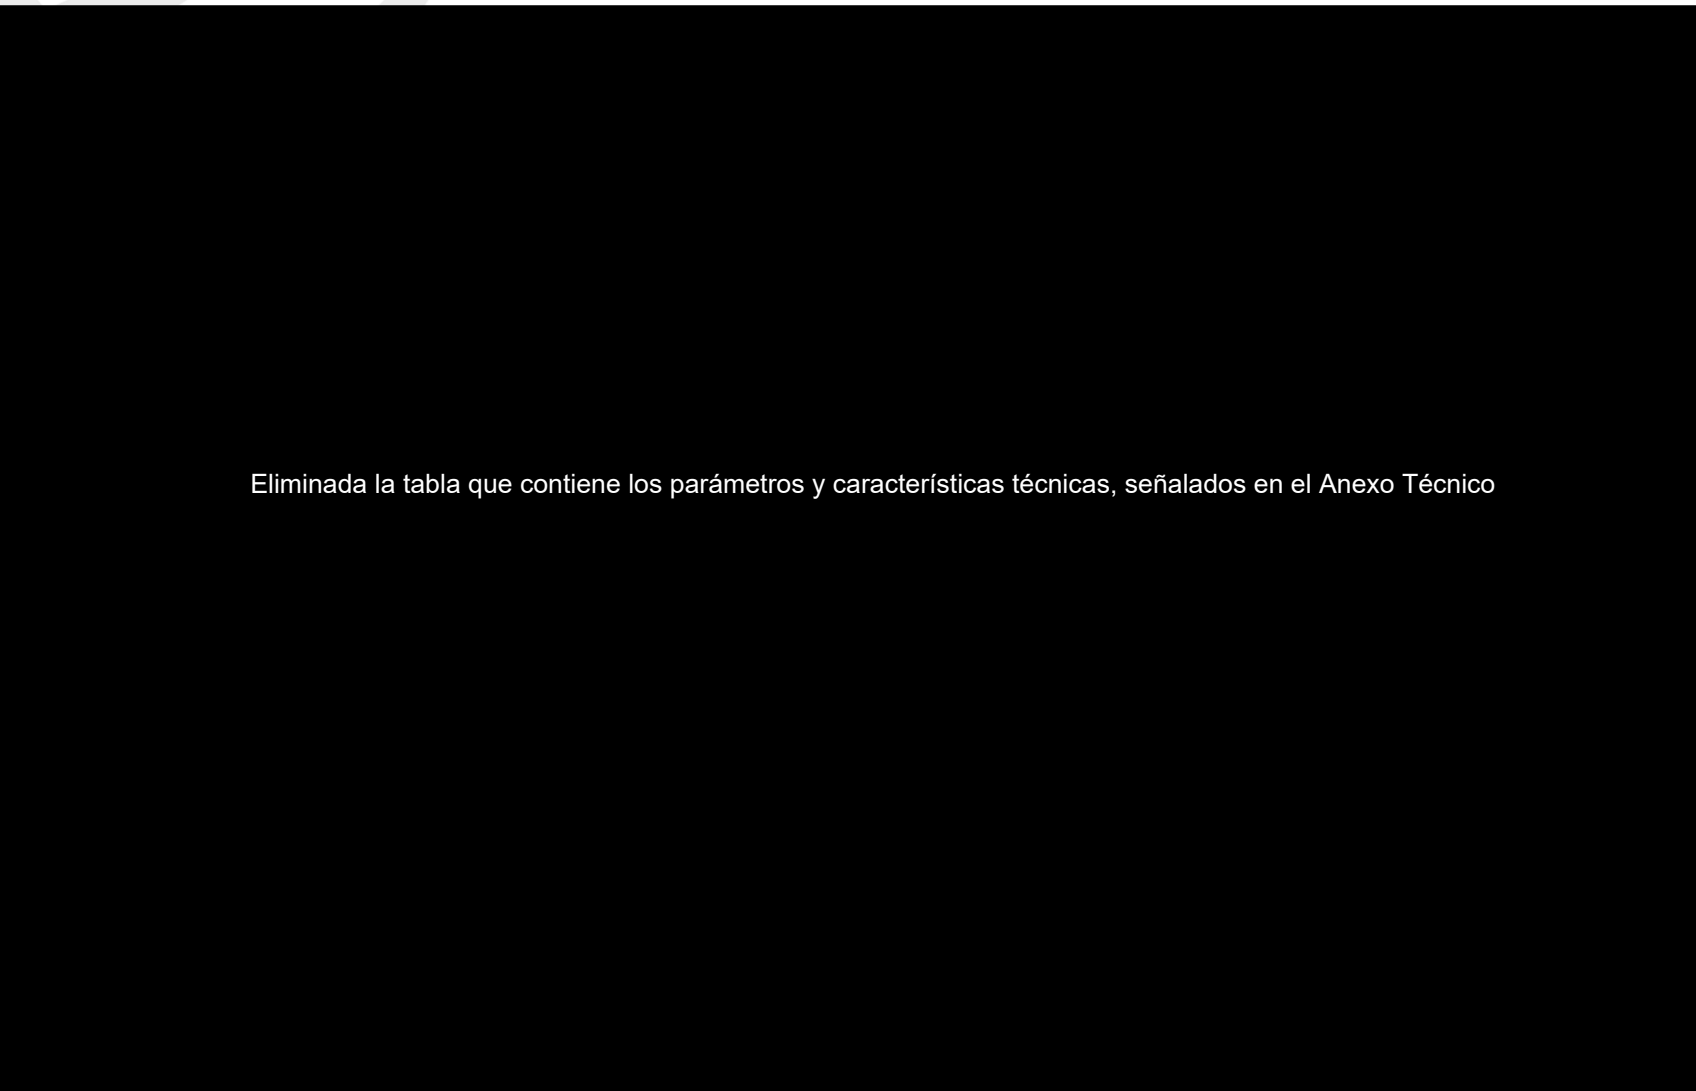 Eliminada la tabla que contiene los parámetros y características técnicas, señalados en el Anexo Técnico